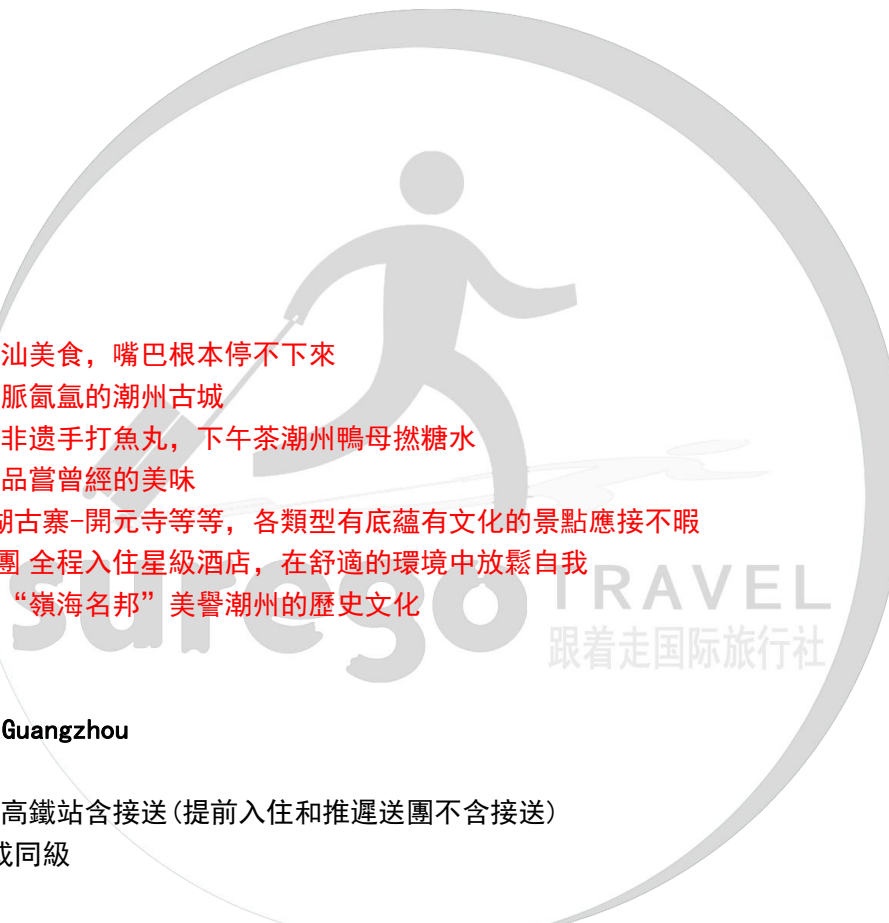 汕美食，嘴巴根本停不下來
脈氤氳的潮州古城
非遗手打魚丸，下午茶潮州鴨母撚糖水
品嘗曾經的美味
湖古寨-開元寺等等，各類型有底蘊有文化的景點應接不暇
團 全程入住星級酒店，在舒適的環境中放鬆自我
“嶺海名邦”美譽潮州的歷史文化
surego TRAVEL
跟着走国际旅行社
Guangzhou
高鐵站含接送(提前入住和推遲送團不含接送)
或同級